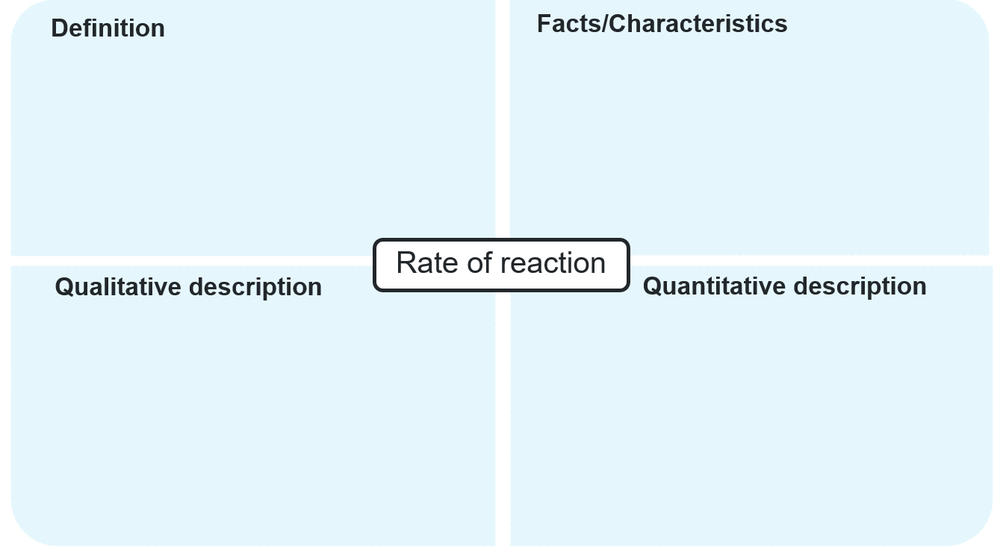 Definition
Facts/Characteristics
Rate of reaction
Qualitative description
Quantitative description